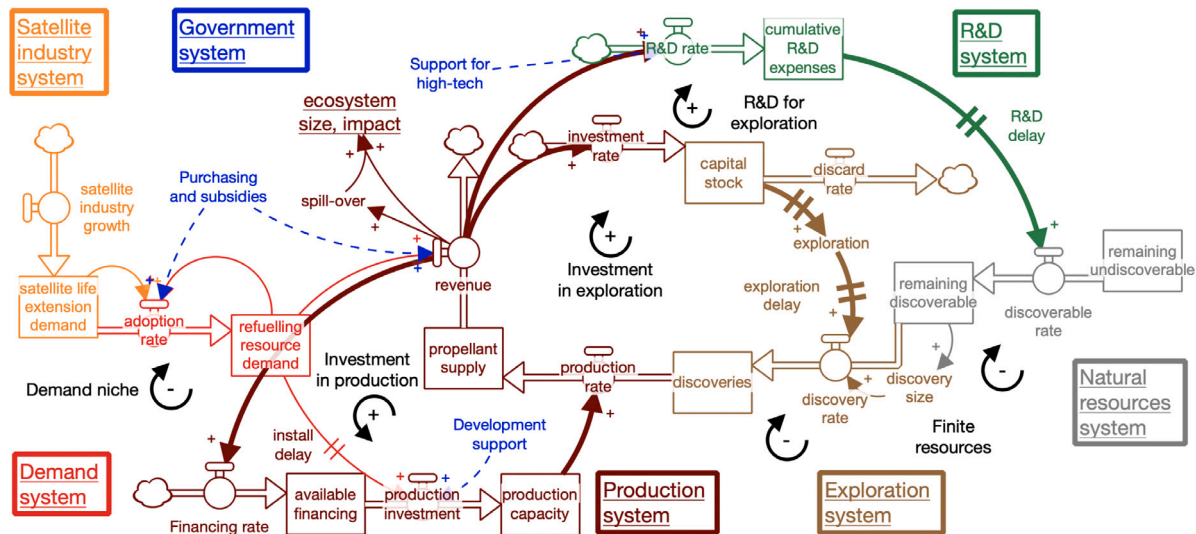 Satellite
industry
system
Government
system
R&D
system
R&D rate
cumulative
R&D
expenses
Support for
high-tech
ecosystem
size, impact
R&D for
exploration
R&D
delay
investment
rate
capital
stock
discard
rate
satellite
industry
growth
Purchasing
and subsidies
spill-over
exploration
revenue
Investment
in exploration
exploration
delay
remaining
undiscoverable
remaining
discoverable
discoverable
rate
satellite life
extension
demand
adoption
rate
refuelling
resource
demand
Investment
in production
propellant
supply
production
rate
discoveries
discovery
rate
discovery
size
Demand niche
Finite
resources
Natural
resources
system
install
delay
Development
support
Demand
system
Financing rate
available
financing
production
investment
production
capacity
Production
system
Exploration
system